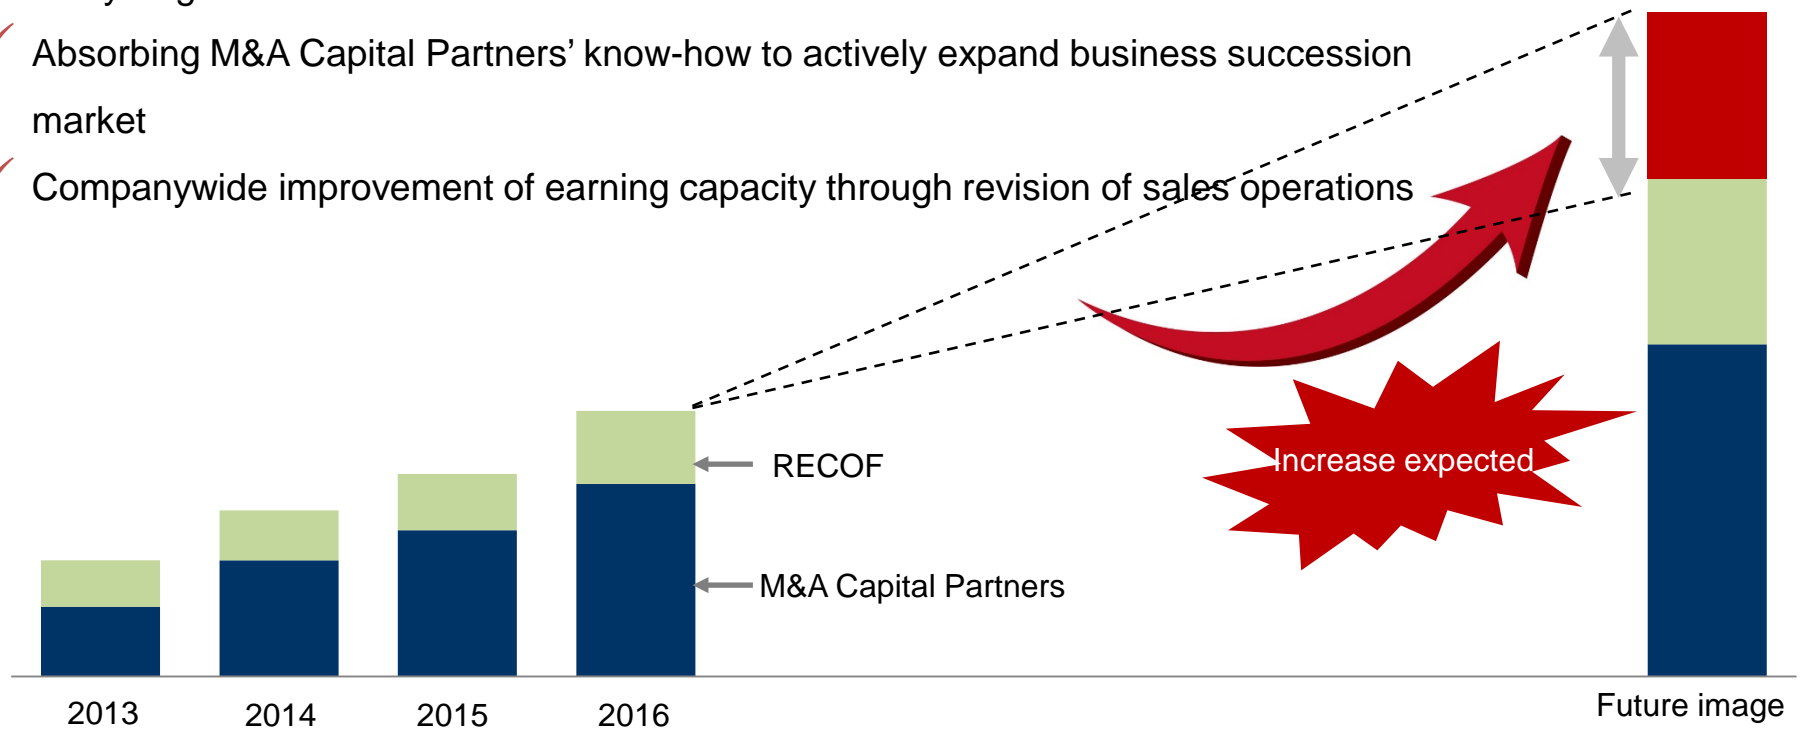 Absorbing M&A Capital Partners’ know-how to actively expand business succession
market
Companywide improvement of earning capacity through revision of sales operations
RECOF
Increase expected
M&A Capital Partners
2013
2014
2015
2016
Future image